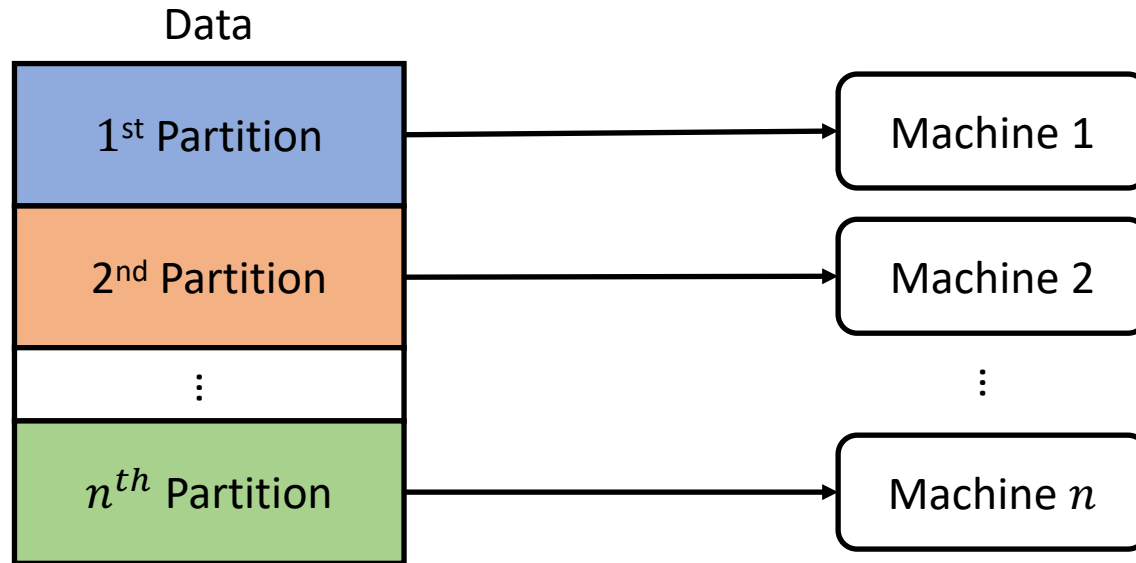 Data
1st Partition
Machine 1
2nd Partition
Machine 2
⋮
⋮
nth Partition
Machine n